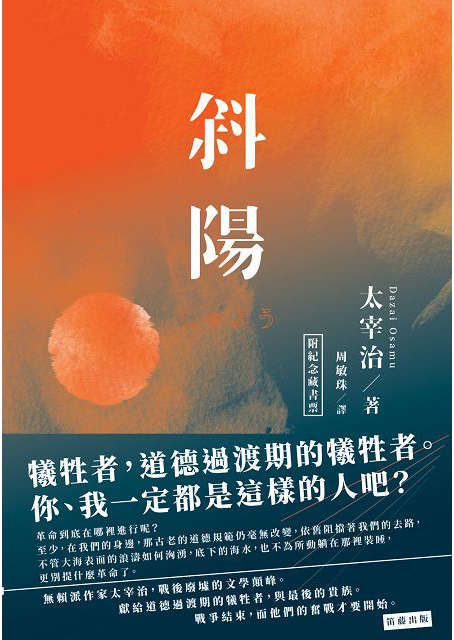 斜陽
Dazai Osamu
太宰治／著
周敏珠／譯
附紀念藏書票
犧牲者，道德過渡期的犧牲者。
你、我一定都是這樣的人吧？
革命到底在哪裡進行呢？
至少，在我們的身邊，那古老的道德規範仍毫無改變，依舊阻擋著我們的去路，
不管大海表面的浪濤如何洶湧，底下的海水，也不為所動躺在那裡裝睡，
更別提什麼革命了。
無賴派作家太宰治，戰後廢墟的文學顛峰。
獻給道德過渡期的犧牲者，與最後的貴族。
戰爭結束，而他們的奮戰才要開始。
笛藤出版